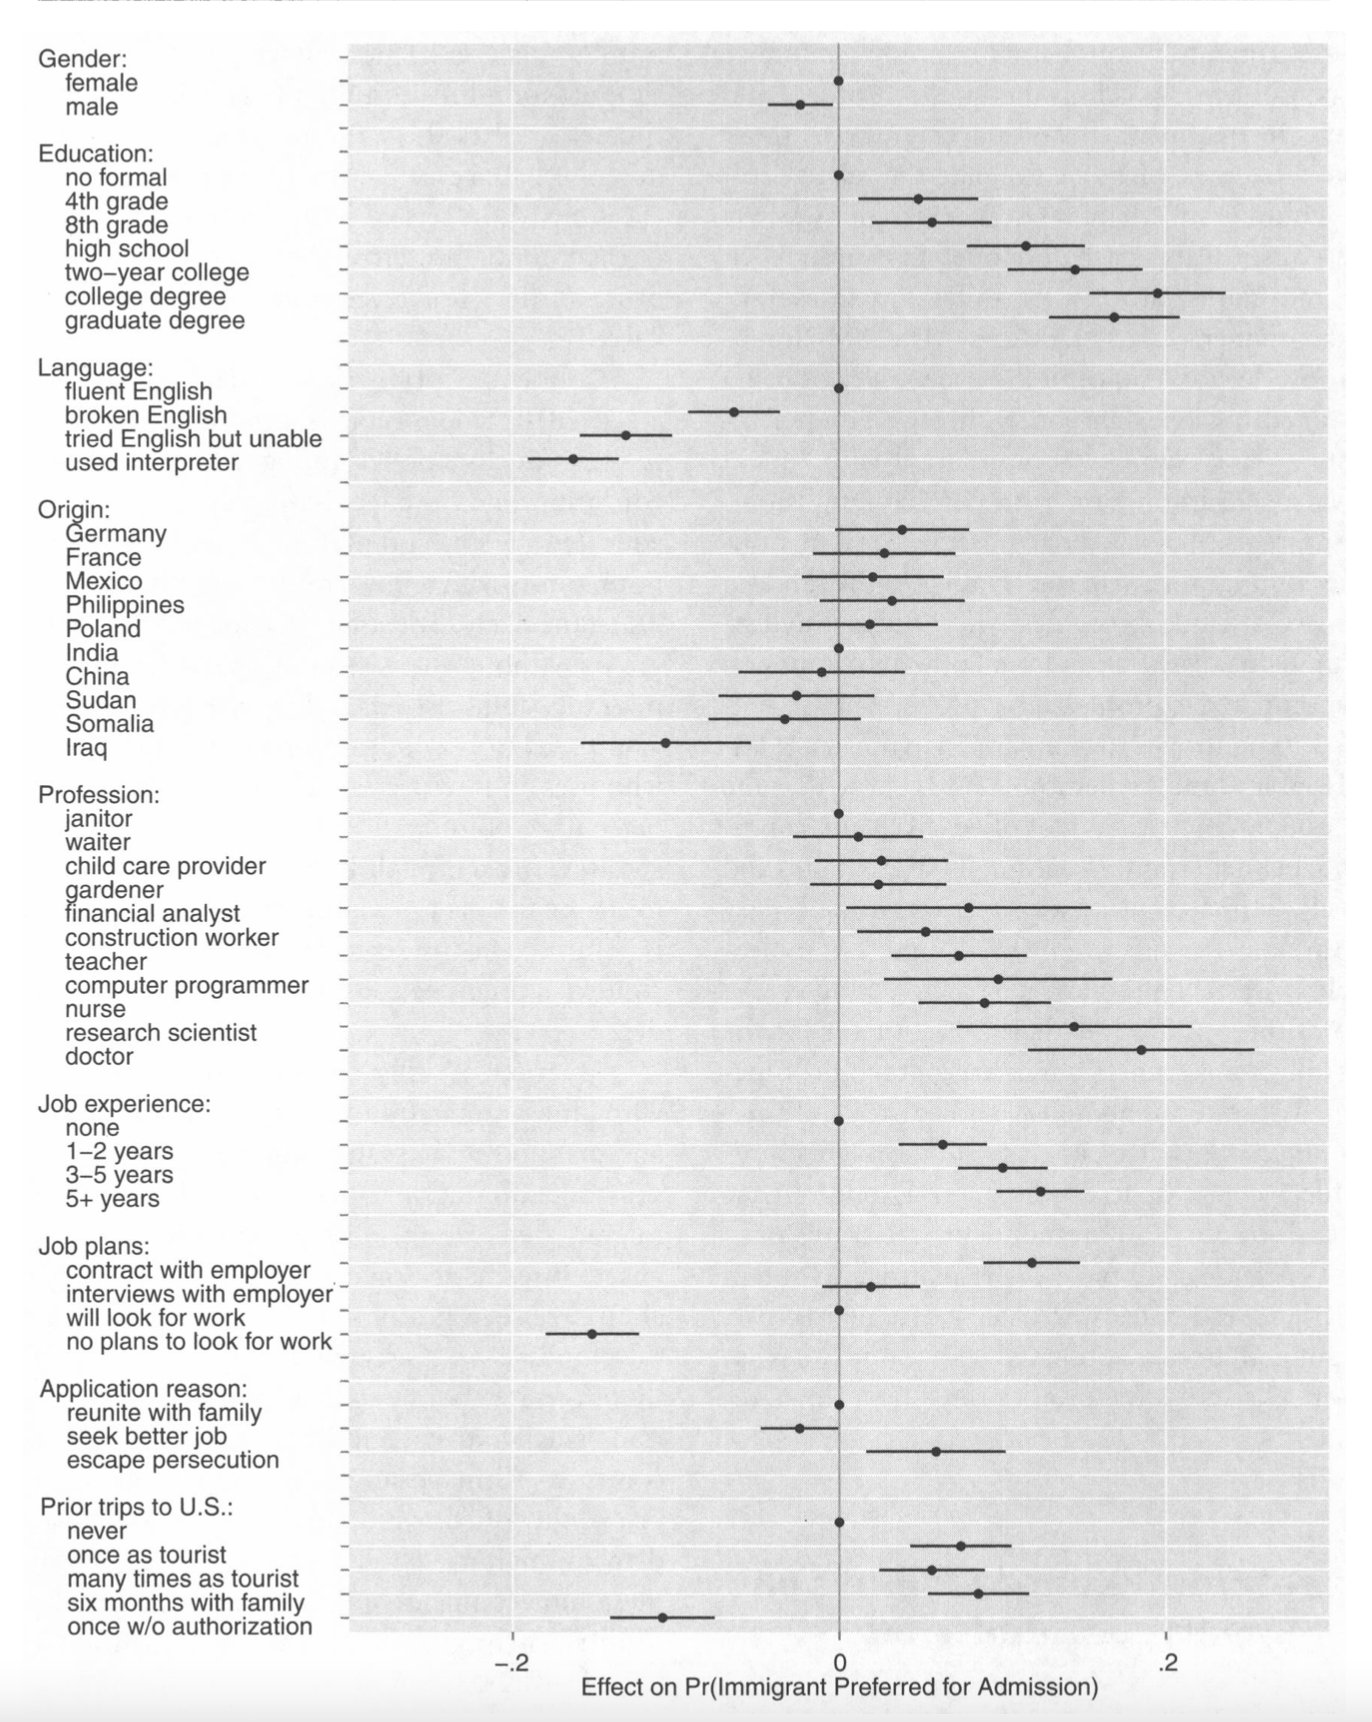 Gender:
female
male
Education:
no formal
4th grade
8th grade
high school
two–year college
college degree
graduate degree
Language:
fluent English
broken English
tried English but unable
used interpreter
Origin:
Germany
France
Mexico
Philippines
Poland
India
China
Sudan
Somalia
Iraq
Profession:
janitor
waiter
child care provider
gardener
financial analyst
construction worker
teacher
computer programmer
nurse
research scientist
doctor
Job experience:
none
1–2 years
3–5 years
5+ years
Job plans:
contract with employer
interviews with employer
will look for work
no plans to look for work
Application reason:
reunite with family
seek better job
escape persecution
Prior trips to U.S.:
never
once as tourist
many times as tourist
six months with family
once w/o authorization
–.2 0 .2
Effect on Pr(Immigrant Preferred for Admission)